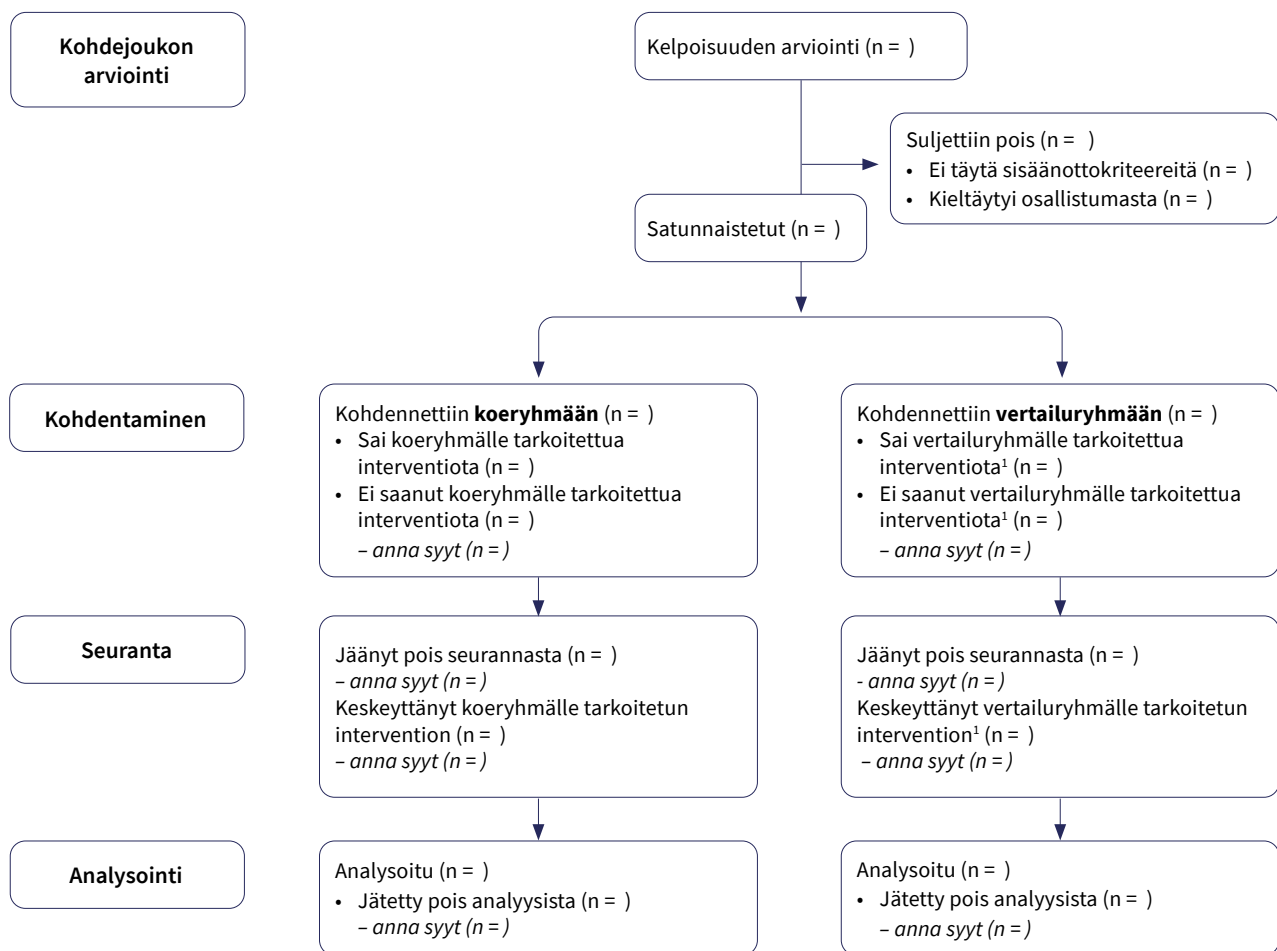 Kohdejoukon
arviointi
Kelpoisuuden arviointi (n =  )
Suljettiin pois (n =  )
• Ei täytä sisäänottokriteereitä (n =  )
• Kieltäytyi osallistumasta (n =  )
Satunnaistetut (n =  )
Kohdentaminen
Kohdennettiin koeryhmään (n =  )
• Sai koeryhmälle tarkoitettua
interventiota (n =  )
• Ei saanut koeryhmälle tarkoitettua
interventiota (n =  )
– anna syyt (n = )
Kohdennettiin vertailuryhmään (n =  )
• Sai vertailuryhmälle tarkoitettua
interventiota¹ (n =  )
• Ei saanut vertailuryhmälle tarkoitettua
interventiota¹ (n =  )
– anna syyt (n = )
Seuranta
Jäänyt pois seurannasta (n =  )
– anna syyt (n = )
Keskeyttänyt koeryhmälle tarkoitetun
intervention (n =  )
– anna syyt (n = )
Jäänyt pois seurannasta (n =  )
- anna syyt (n = )
Keskeyttänyt vertailuryhmälle tarkoitetun
intervention¹ (n =  )
– anna syyt (n = )
Analysointi
Analysoitu (n =  )
• Jätetty pois analyysista (n =  )
– anna syyt (n = )
Analysoitu (n =  )
• Jätetty pois analyysista (n =  )
– anna syyt (n = )